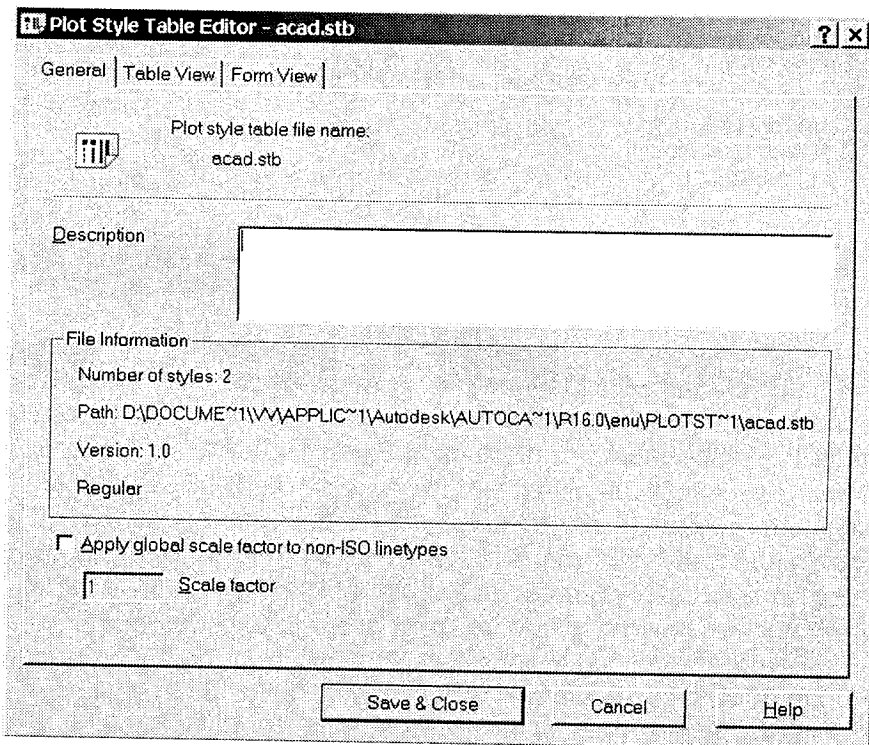 Plot Style Table Editor - acad.stb
General Table View Form View
Plot style table file name:
acad.stb
Description
File Information
Number of styles: 2
Path: D:\DOCUME~1\VV\APPLIC~1\Autodesk\AUTOCA~1\R16.0\enu\PLOTST~1\acad.stb
Version: 1.0
Regular
Apply global scale factor to non-ISO linetypes
1 Scale factor
Save & Close Cancel Help